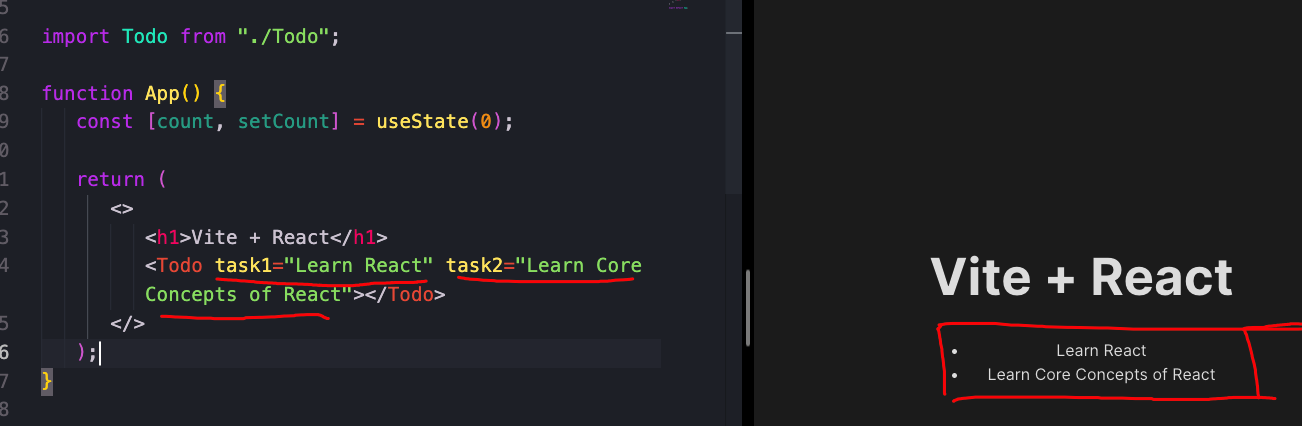 5
6 import Todo from "./Todo";
7
8 function App() {
9 const [count, setCount] = useState(0);
0
1 return (
2 <>
3 <h1>Vite + React</h1>
4 <Todo task1="Learn React" task2="Learn Core
Concepts of React"></Todo>
5 </>
6 );
7 }
8
Vite + React
• Learn React
• Learn Core Concepts of React